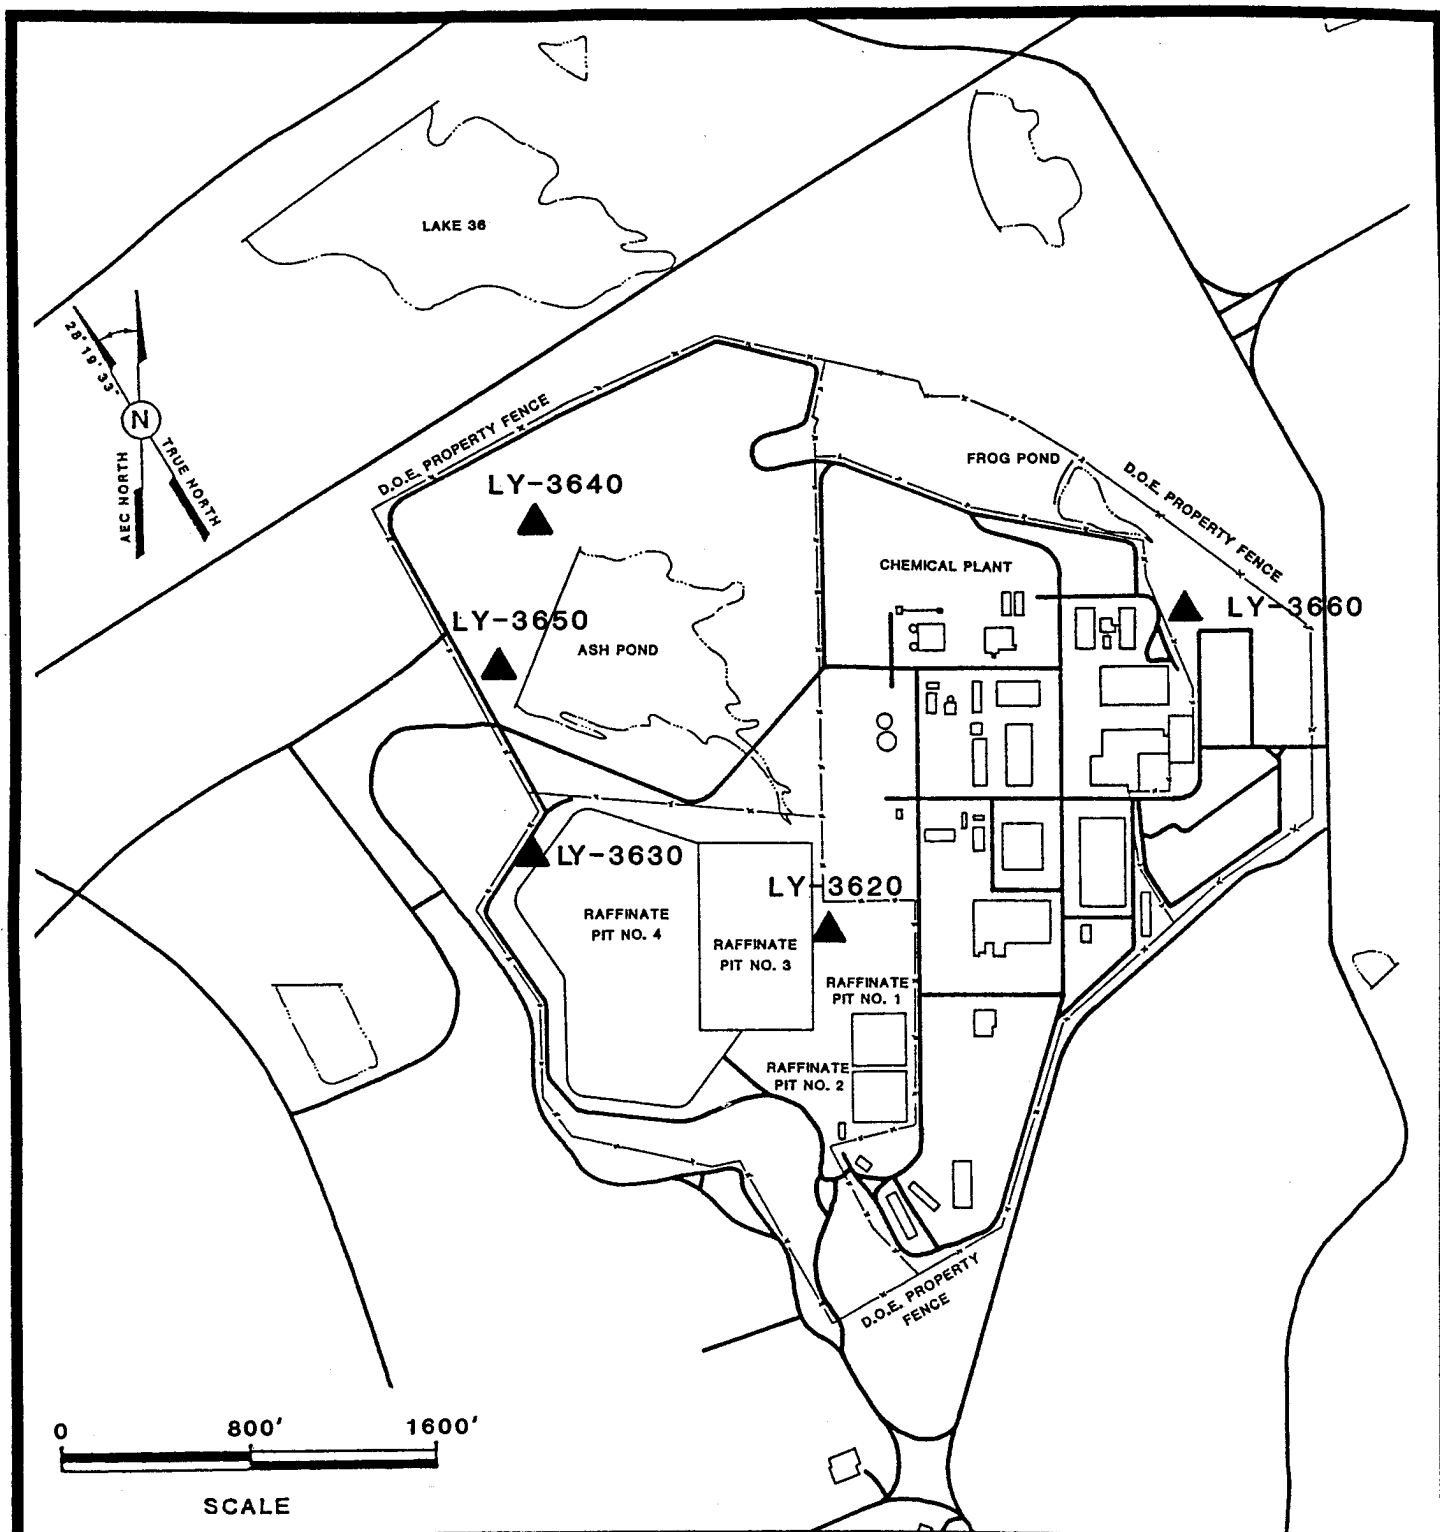 LAKE 36
28° 19' 33"
N
AEC NORTH
TRUE NORTH
D.O.E. PROPERTY FENCE
FROG POND
D.O.E. PROPERTY FENCE
LY-3640
CHEMICAL PLANT
LY-3660
LY-3650
ASH POND
LY-3630
LY-3620
RAFFINATE
PIT NO. 4
RAFFINATE
PIT NO. 3
RAFFINATE
PIT NO. 1
RAFFINATE
PIT NO. 2
D.O.E. PROPERTY
FENCE
0 800' 1600'
SCALE